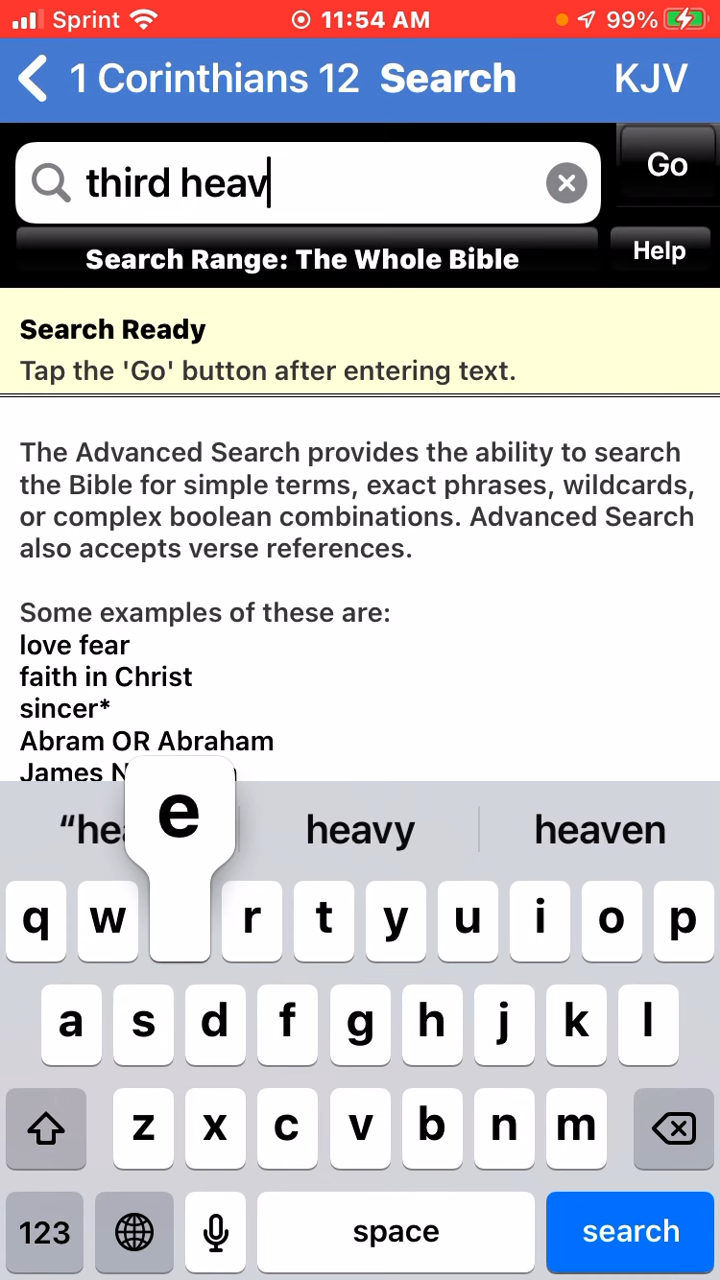 Sprint 11:54 AM 99%
1 Corinthians 12 Search KJV
third heav
Go
Search Range: The Whole Bible
Help
Search Ready
Tap the 'Go' button after entering text.
The Advanced Search provides the ability to search
the Bible for simple terms, exact phrases, wildcards,
or complex boolean combinations. Advanced Search
also accepts verse references.
Some examples of these are:
love fear
faith in Christ
sincer*
Abram OR Abraham
James
heavy heaven
e
q w r t y u i o p
a s d f g h j k l
z x c v b n m
123 space search